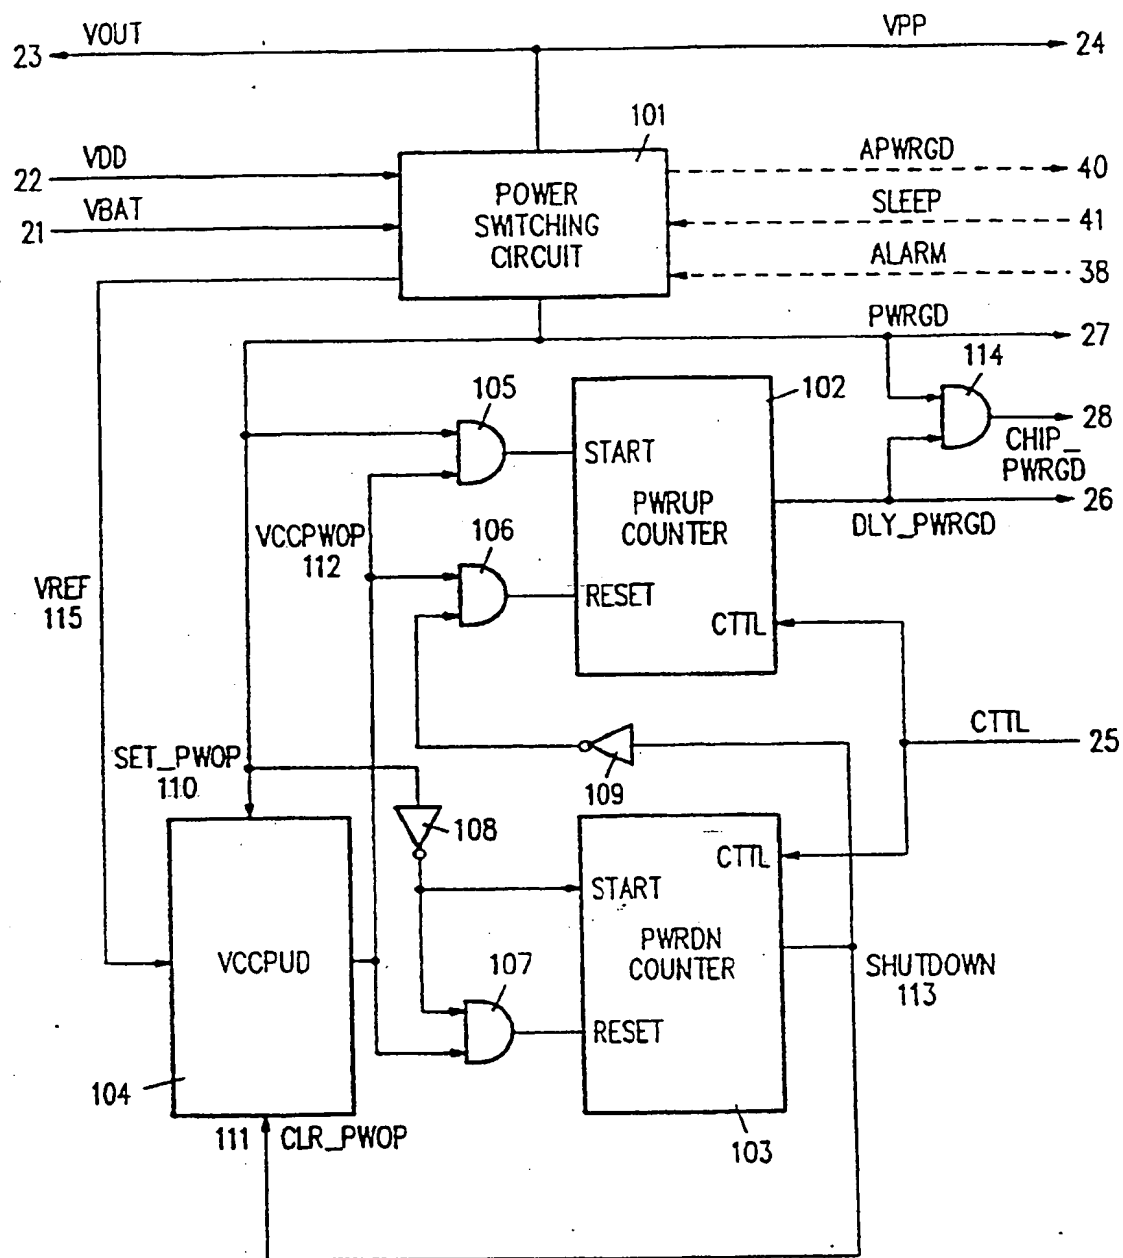 VOUT
VPP
23
24
101
VDD
22
APWRGD
40
POWER
SWITCHING
CIRCUIT
VBAT
21
SLEEP
41
ALARM
38
PWRGD
27
114
105
102
28
CHIP_
PWRGD
START
PWRUP
COUNTER
26
DLY_PWRGD
VCCPWOP
112
106
VREF
115
RESET
CTTL
CTTL
25
SET_PWOP
110
109
108
CTTL
START
PWRDN
COUNTER
VCCPUD
107
SHUTDOWN
113
RESET
104
111 CLR_PWOP
103